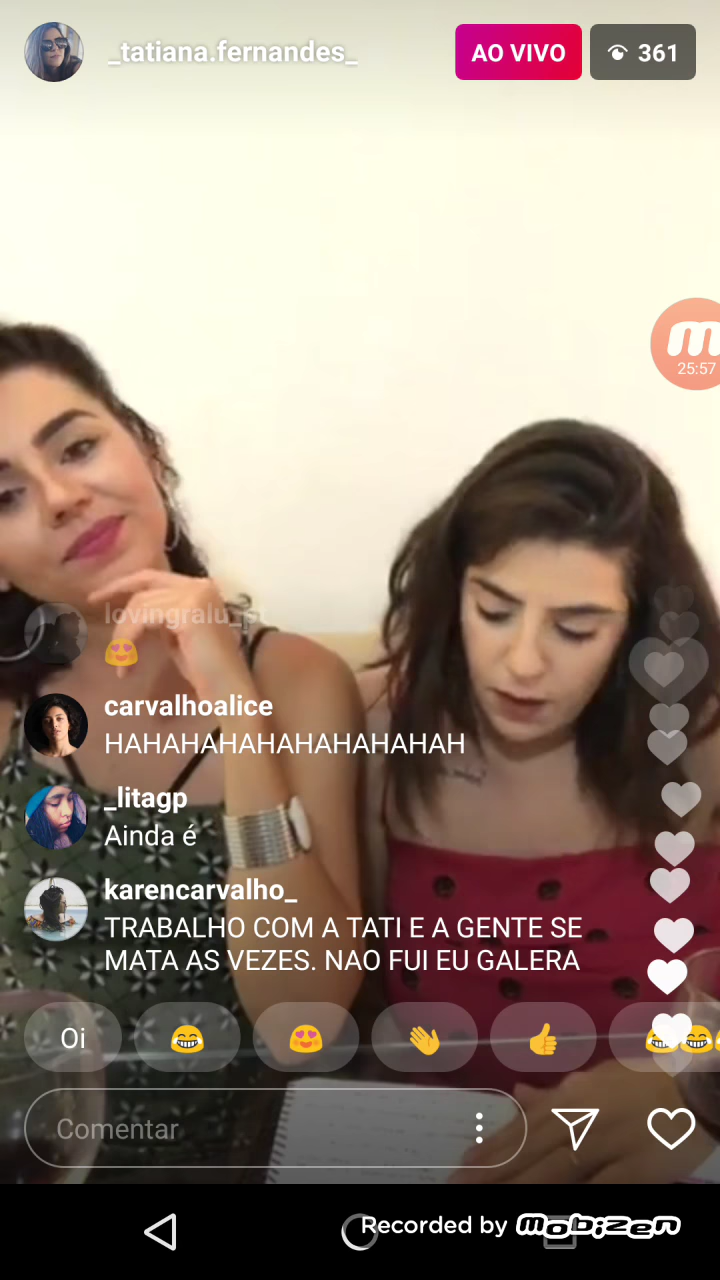 _tatiana.fernandes_
AO VIVO
361
25:57
lovingralu_pt
😍
carvalhoalice
HAHAHAHAHAHAHAHAHAH
_litagp
Ainda é
karencarvalho_
TRABALHO COM A TATI E A GENTE SE
MATA AS VEZES. NAO FUI EU GALERA
Oi 😂 😍 👏 👍 😂😂
Comentar
Recorded by mobizen